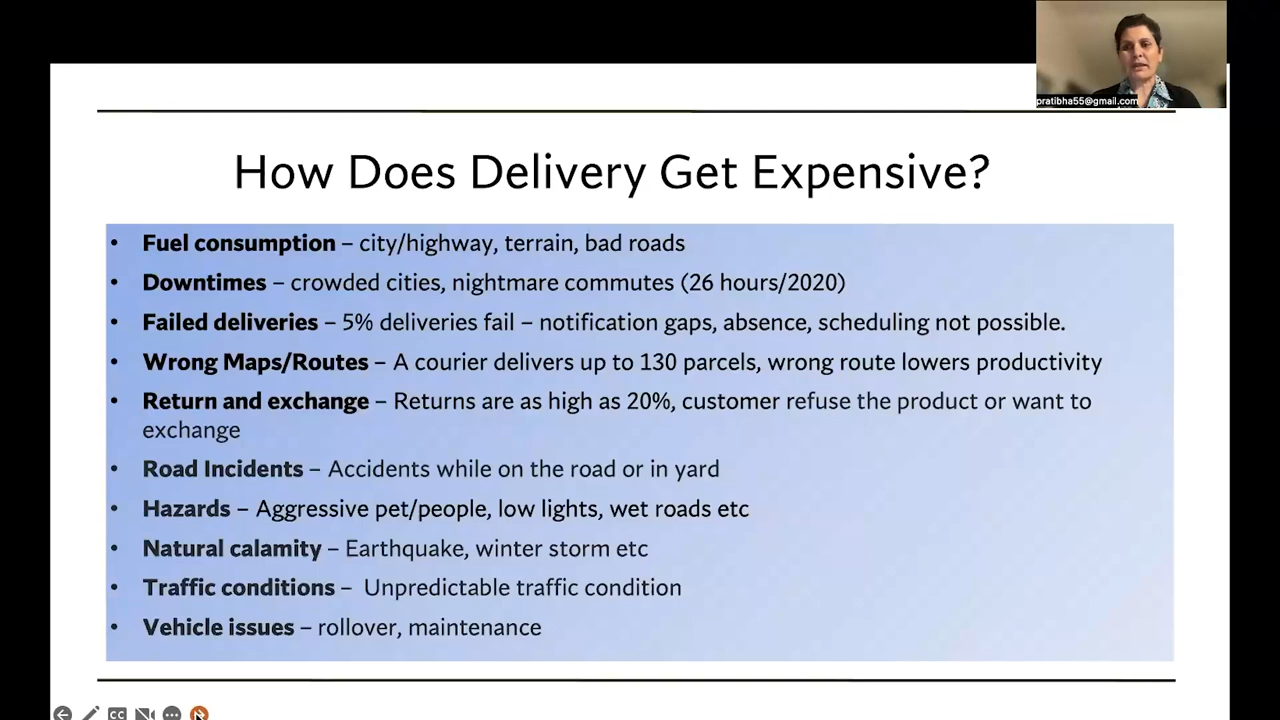 pratibha55@gmail.com
How Does Delivery Get Expensive?
• Fuel consumption – city/highway, terrain, bad roads
• Downtimes – crowded cities, nightmare commutes (26 hours/2020)
• Failed deliveries – 5% deliveries fail – notification gaps, absence, scheduling not possible.
• Wrong Maps/Routes – A courier delivers up to 130 parcels, wrong route lowers productivity
• Return and exchange – Returns are as high as 20%, customer refuse the product or want to
exchange
• Road Incidents – Accidents while on the road or in yard
• Hazards – Aggressive pet/people, low lights, wet roads etc
• Natural calamity – Earthquake, winter storm etc
• Traffic conditions – Unpredictable traffic condition
• Vehicle issues – rollover, maintenance
CC